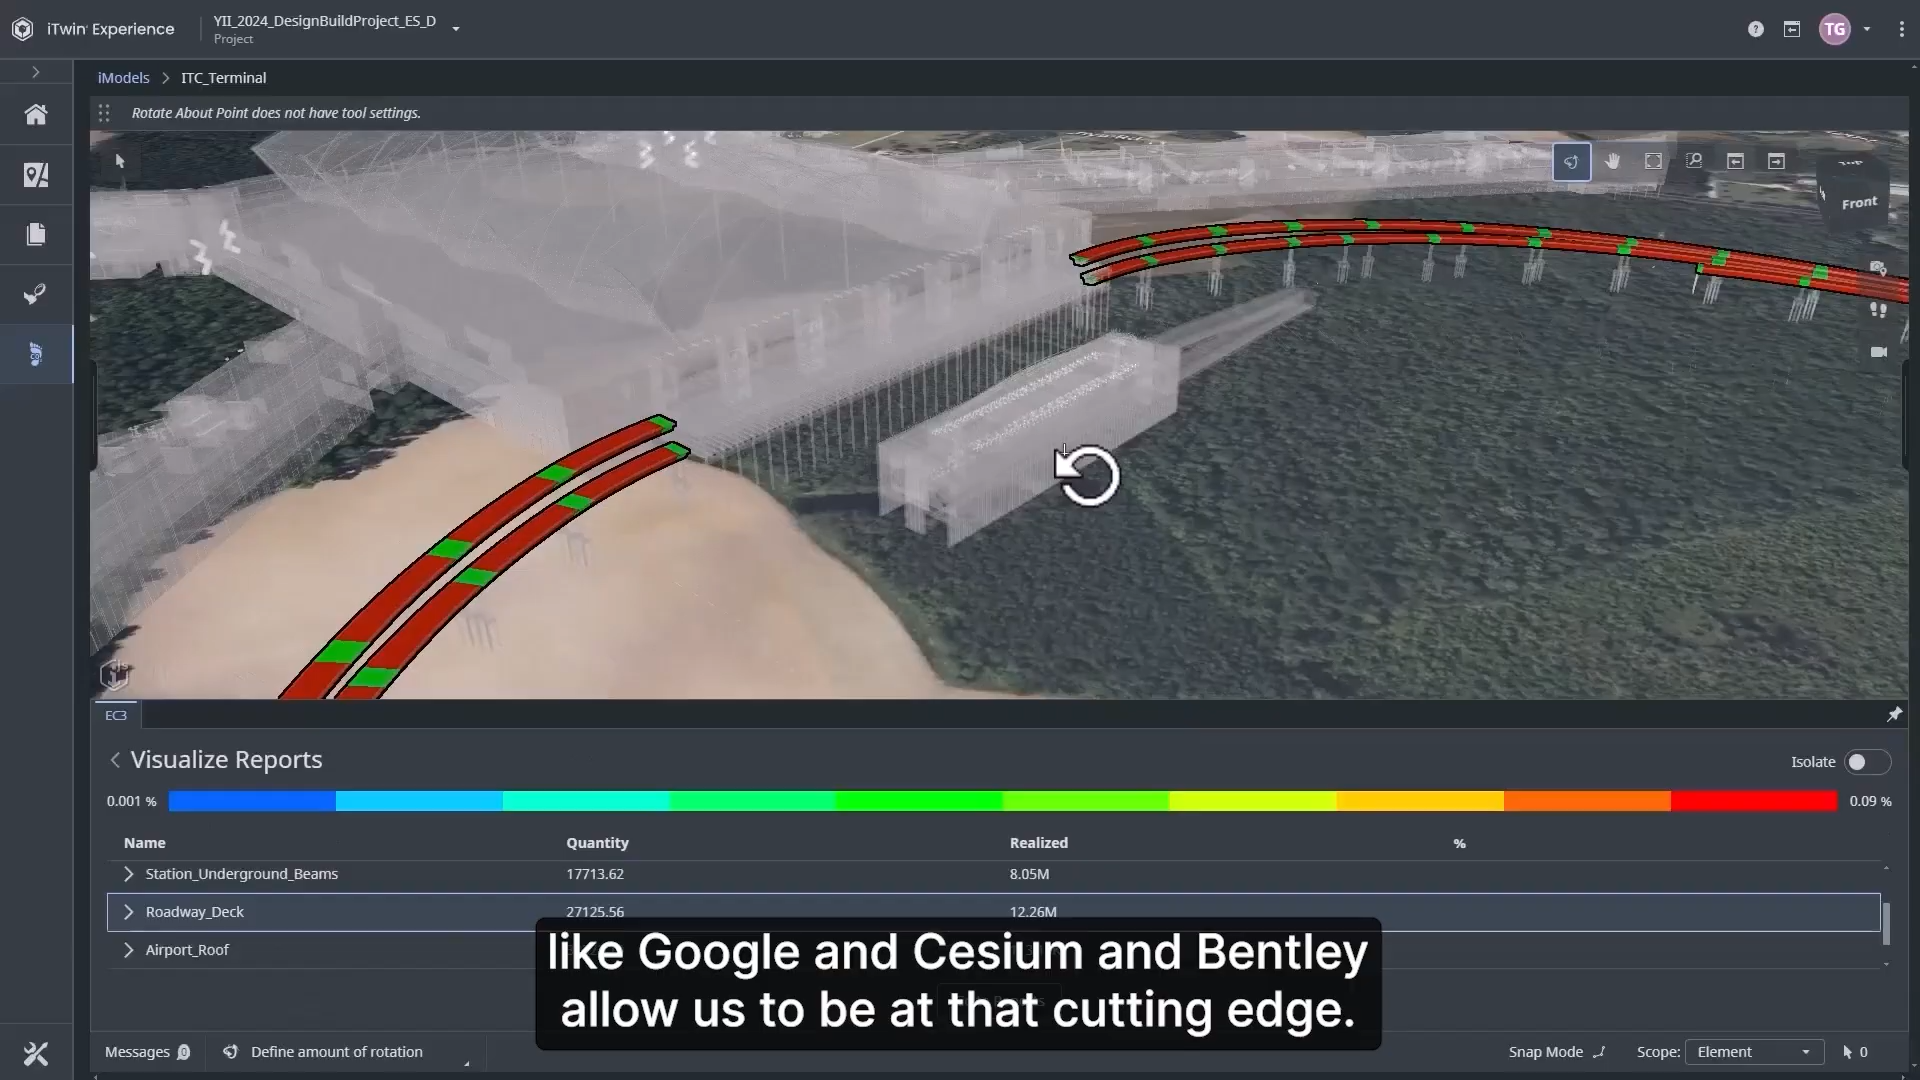 iTwin Experience
YII_2024_DesignBuildProject_ES_D
Project
TG
iModels > ITC_Terminal
Rotate About Point does not have tool settings.
Front
EC3
Visualize Reports
Isolate
0.001 %
0.09 %
Name Quantity Realized %
Station_Underground_Beams 17713.62 8.05M
Roadway_Deck 27125.56 12.26M
Airport_Roof
like Google and Cesium and Bentley
allow us to be at that cutting edge.
Messages 0 Define amount of rotation Snap Mode Scope: Element 0